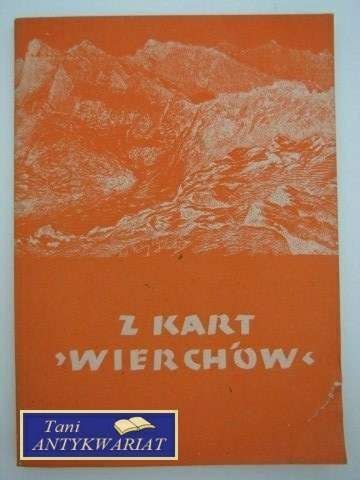 Z KART
›WIERCHÓW‹
Tani
ANTYKWARIAT